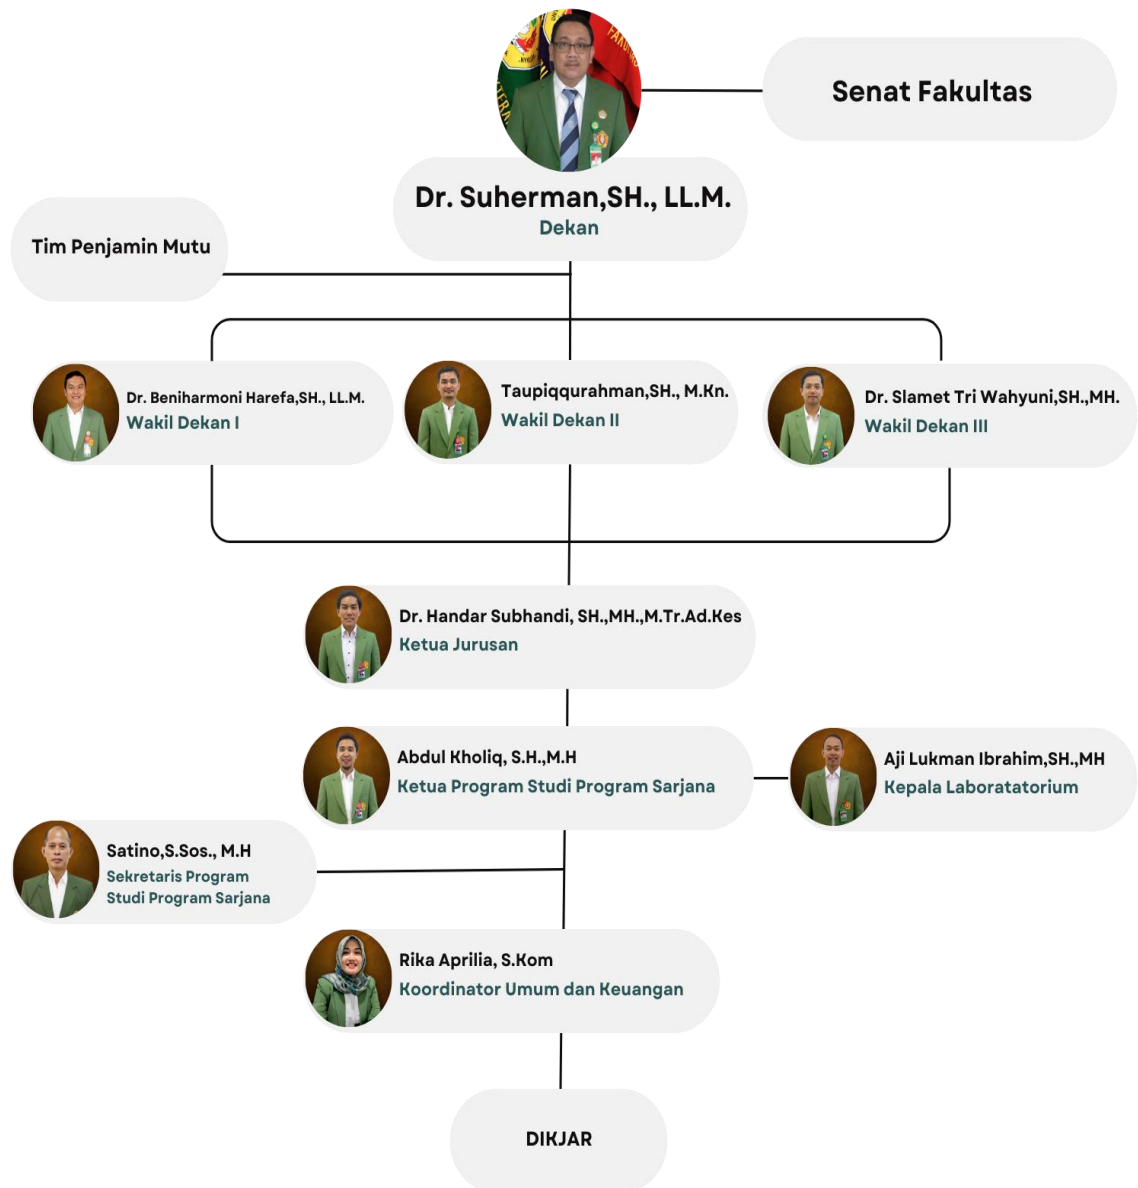 Senat Fakultas
Dr. Suherman,SH., LL.M.
Dekan
Tim Penjamin Mutu
Dr. Beniharmoni Harefa,SH., LL.M.
Wakil Dekan I
Taupiqqurahman,SH., M.Kn.
Wakil Dekan II
Dr. Slamet Tri Wahyuni,SH.,MH.
Wakil Dekan III
Dr. Handar Subhandi, SH.,MH.,M.Tr.Ad.Kes
Ketua Jurusan
Abdul Kholiq, S.H.,M.H
Ketua Program Studi Program Sarjana
Aji Lukman Ibrahim,SH.,MH
Kepala Laboratatorium
Satino,S.Sos., M.H
Sekretaris Program
Studi Program Sarjana
Rika Aprilia, S.Kom
Koordinator Umum dan Keuangan
DIKJAR